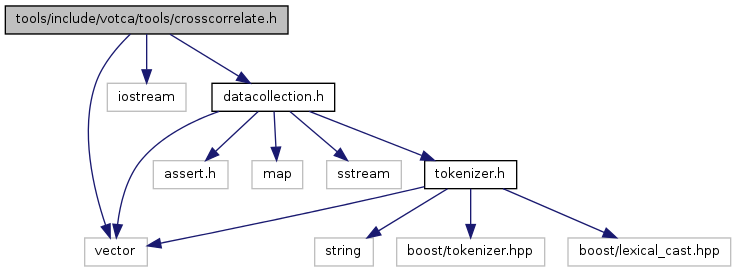 tools/include/votca/tools/crosscorrelate.h
iostream
datacollection.h
assert.h
map
sstream
tokenizer.h
vector
string
boost/tokenizer.hpp
boost/lexical_cast.hpp